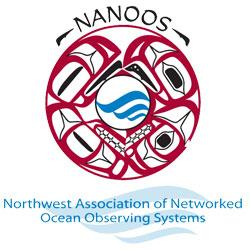 NANOOS
Northwest Association of Networked
Ocean Observing Systems